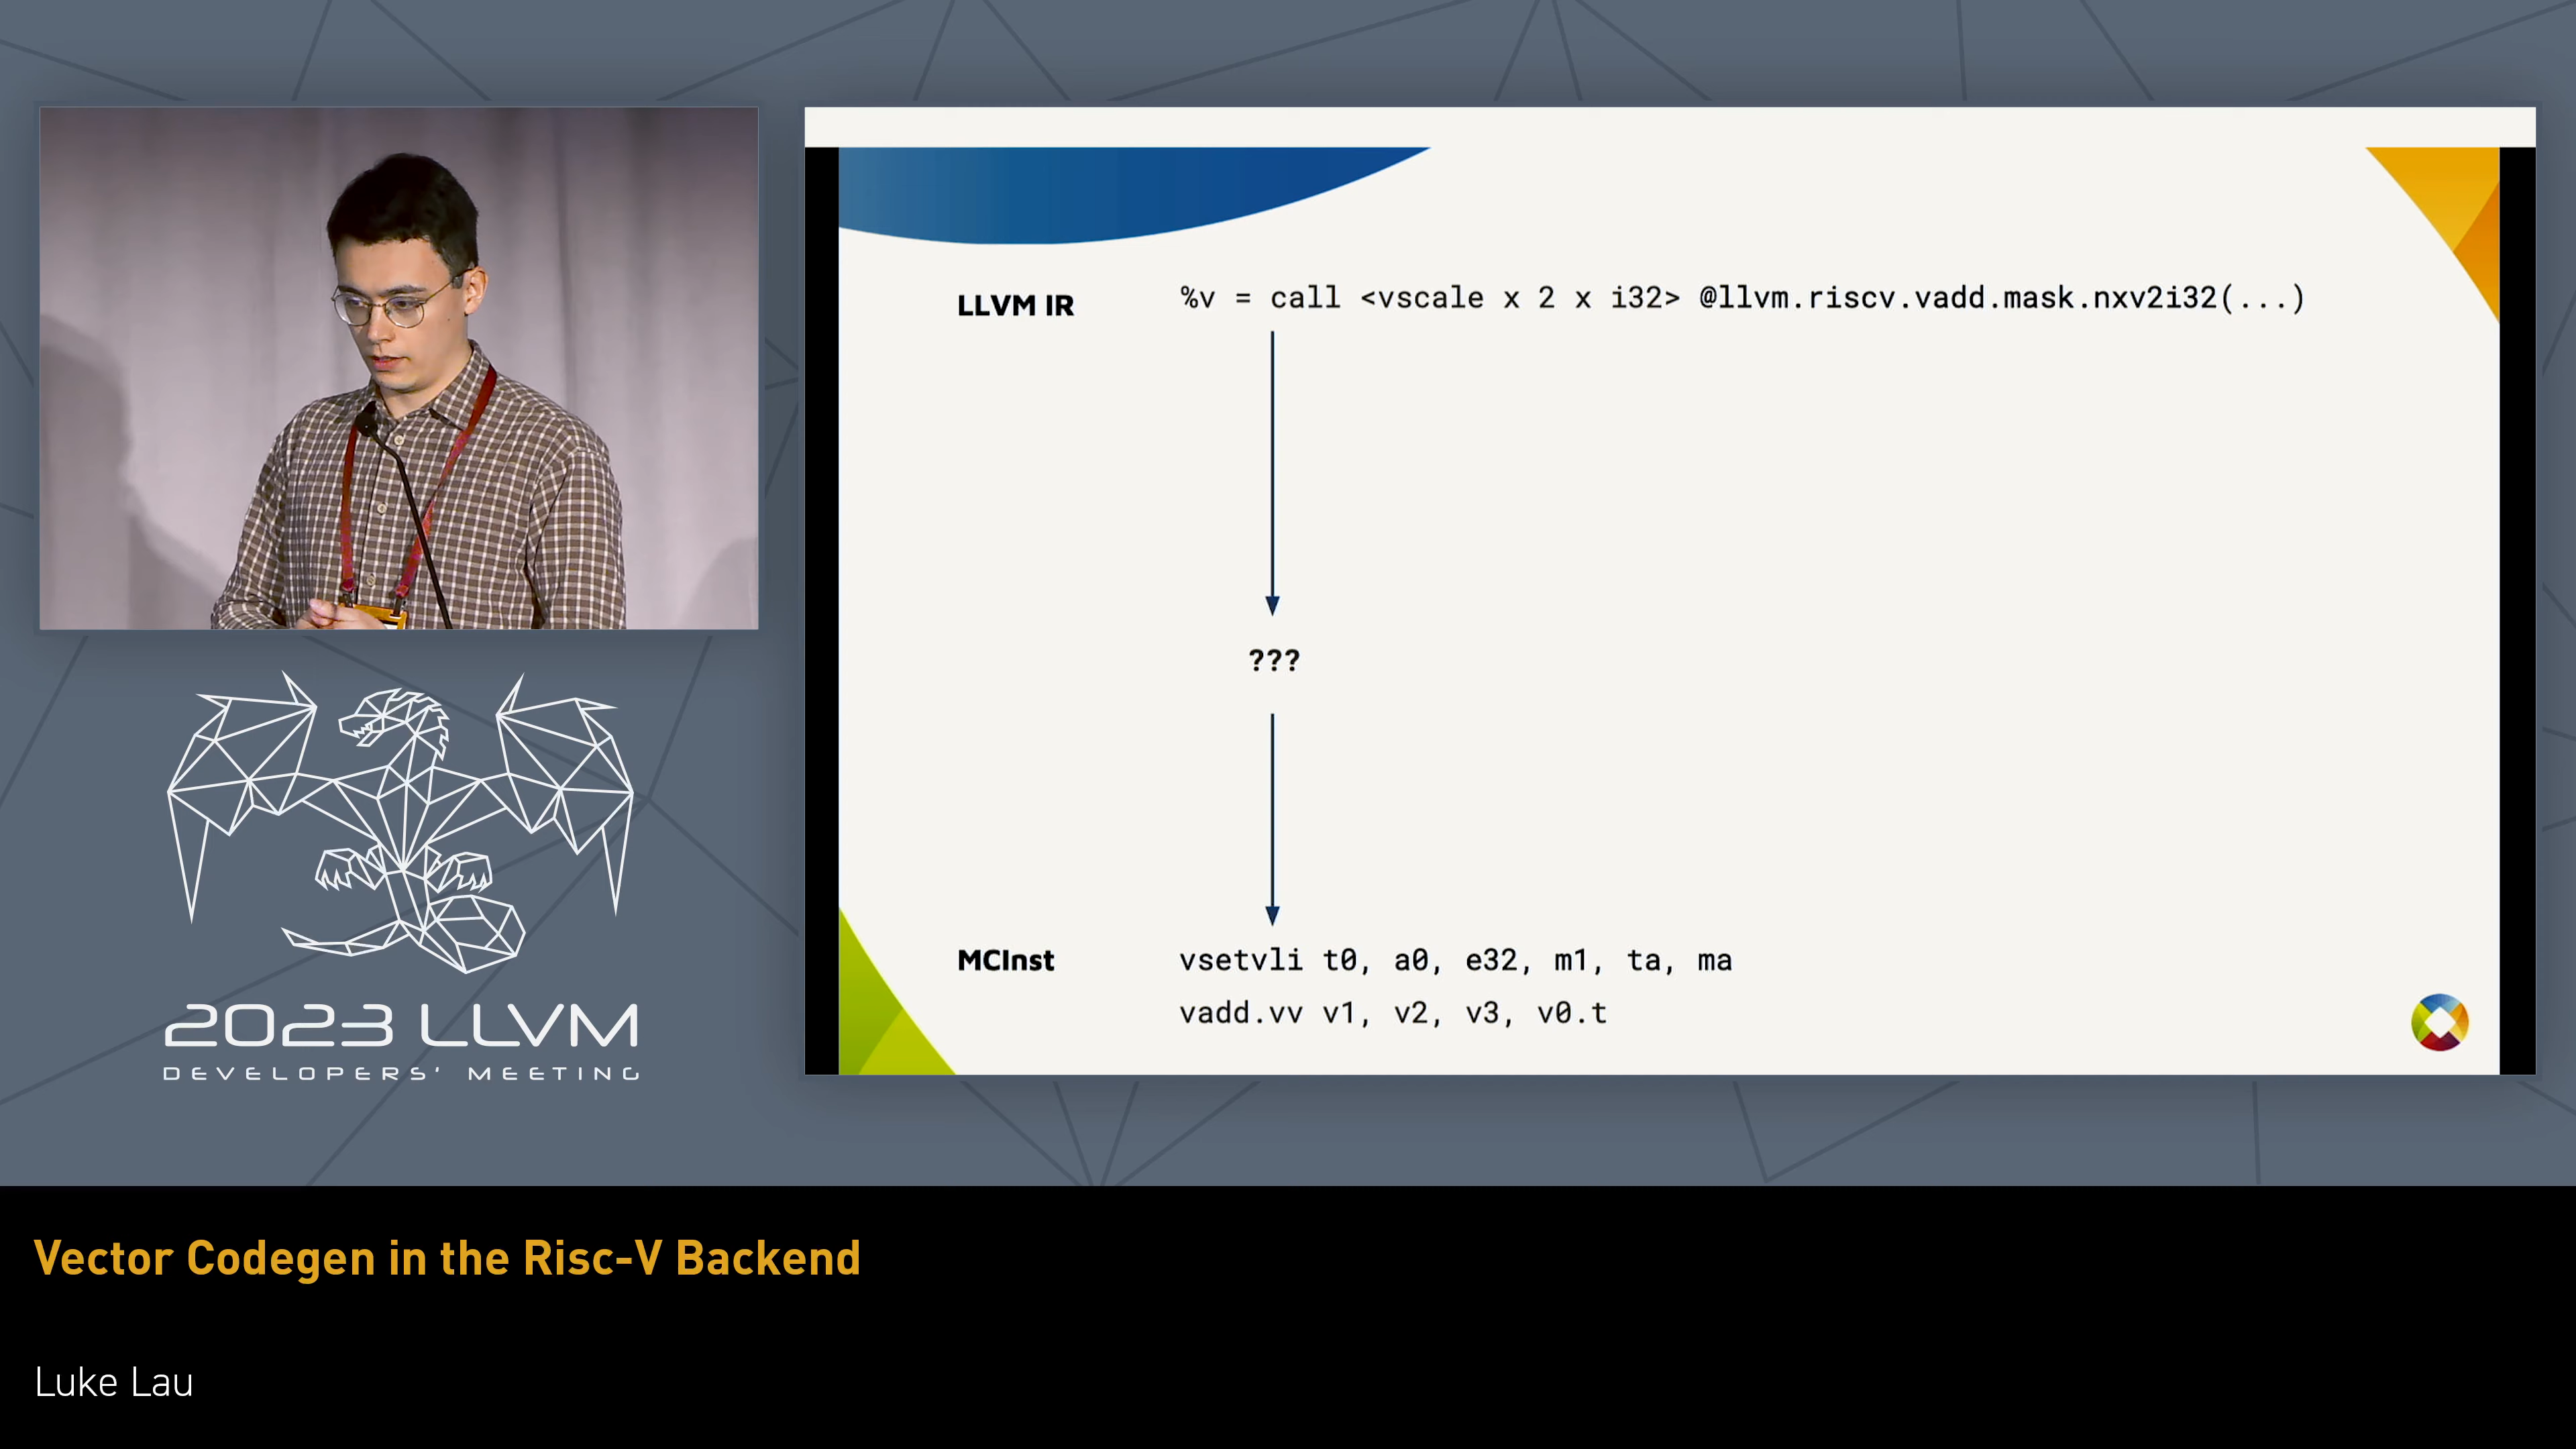 LLVM IR %v = call <vscale x 2 x i32> @llvm.riscv.vadd.mask.nxv2i32(...)
???
MCInst vsetvli t0, a0, e32, m1, ta, ma
vadd.vv v1, v2, v3, v0.t
2023 LLVM
DEVELOPERS' MEETING
Vector Codegen in the Risc-V Backend
Luke Lau